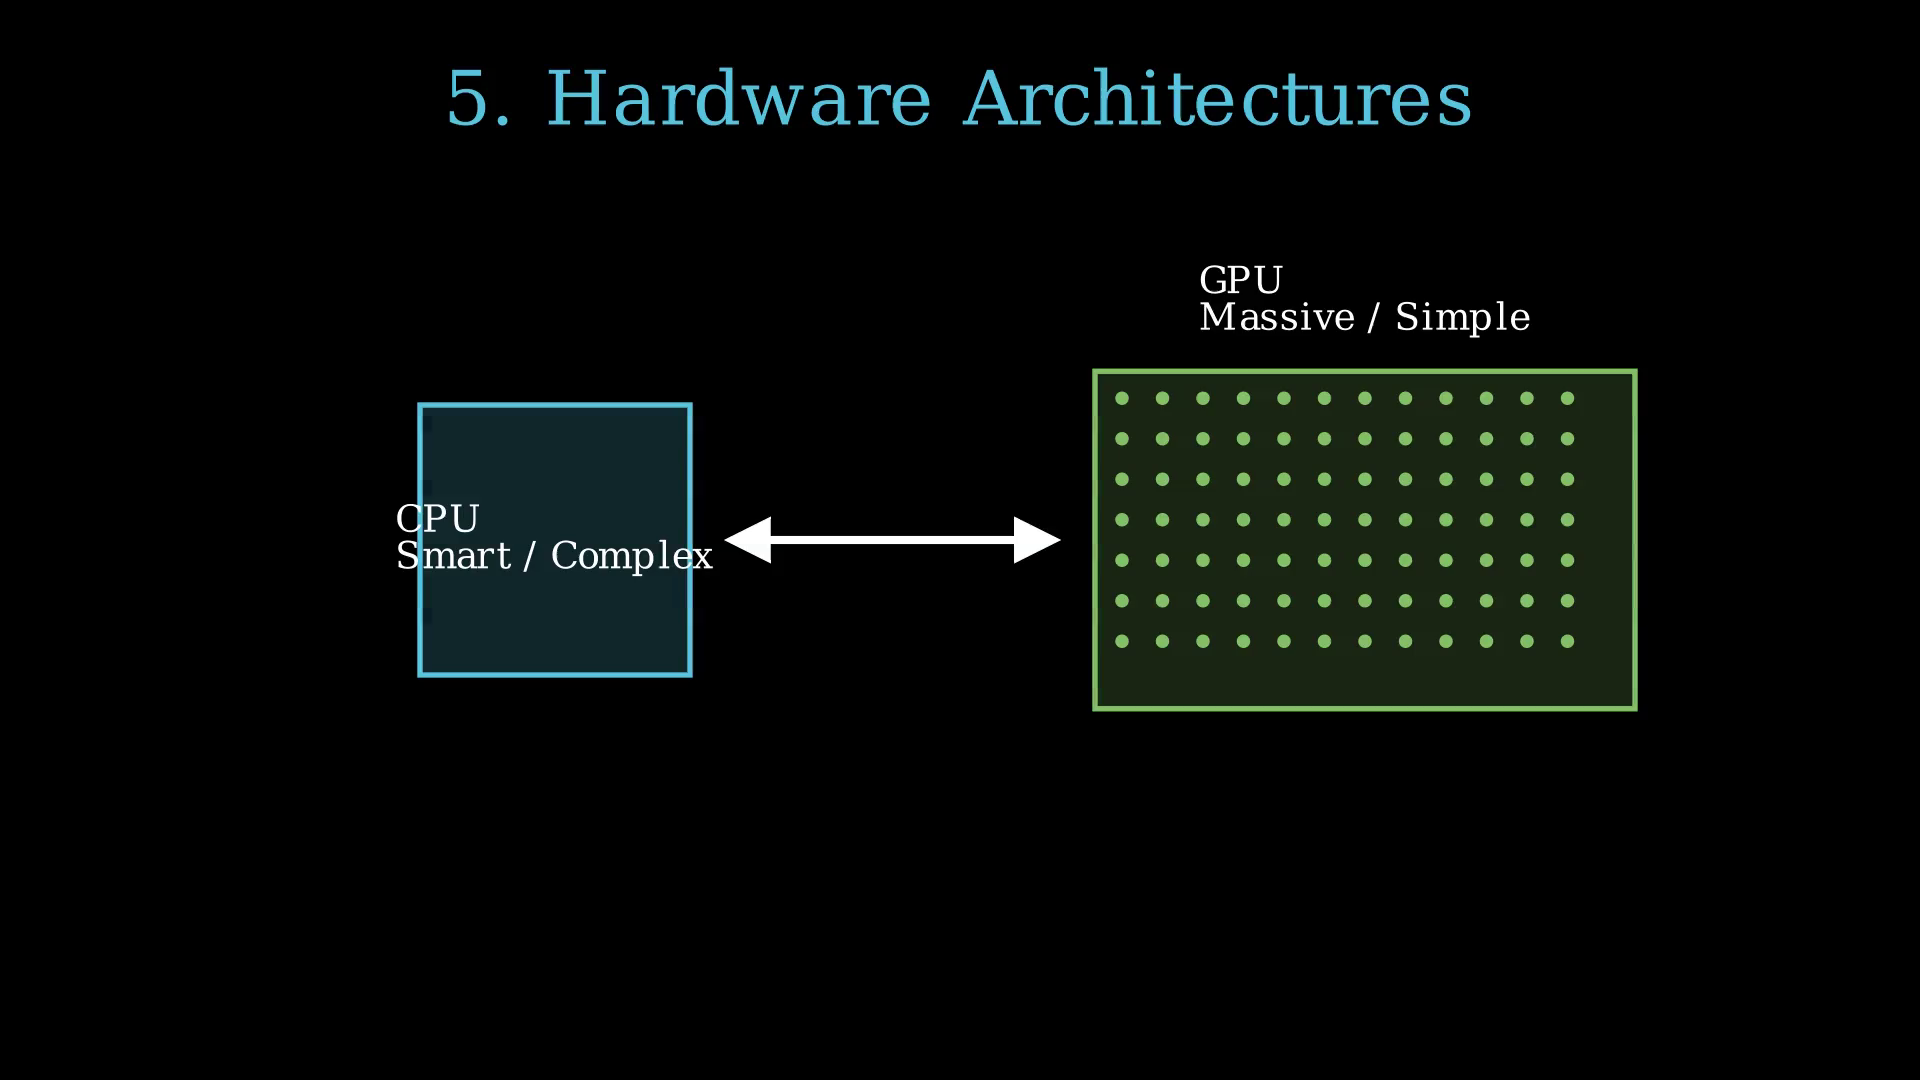 5. Hardware Architectures
GPU
Massive / Simple
CPU
Smart / Complex